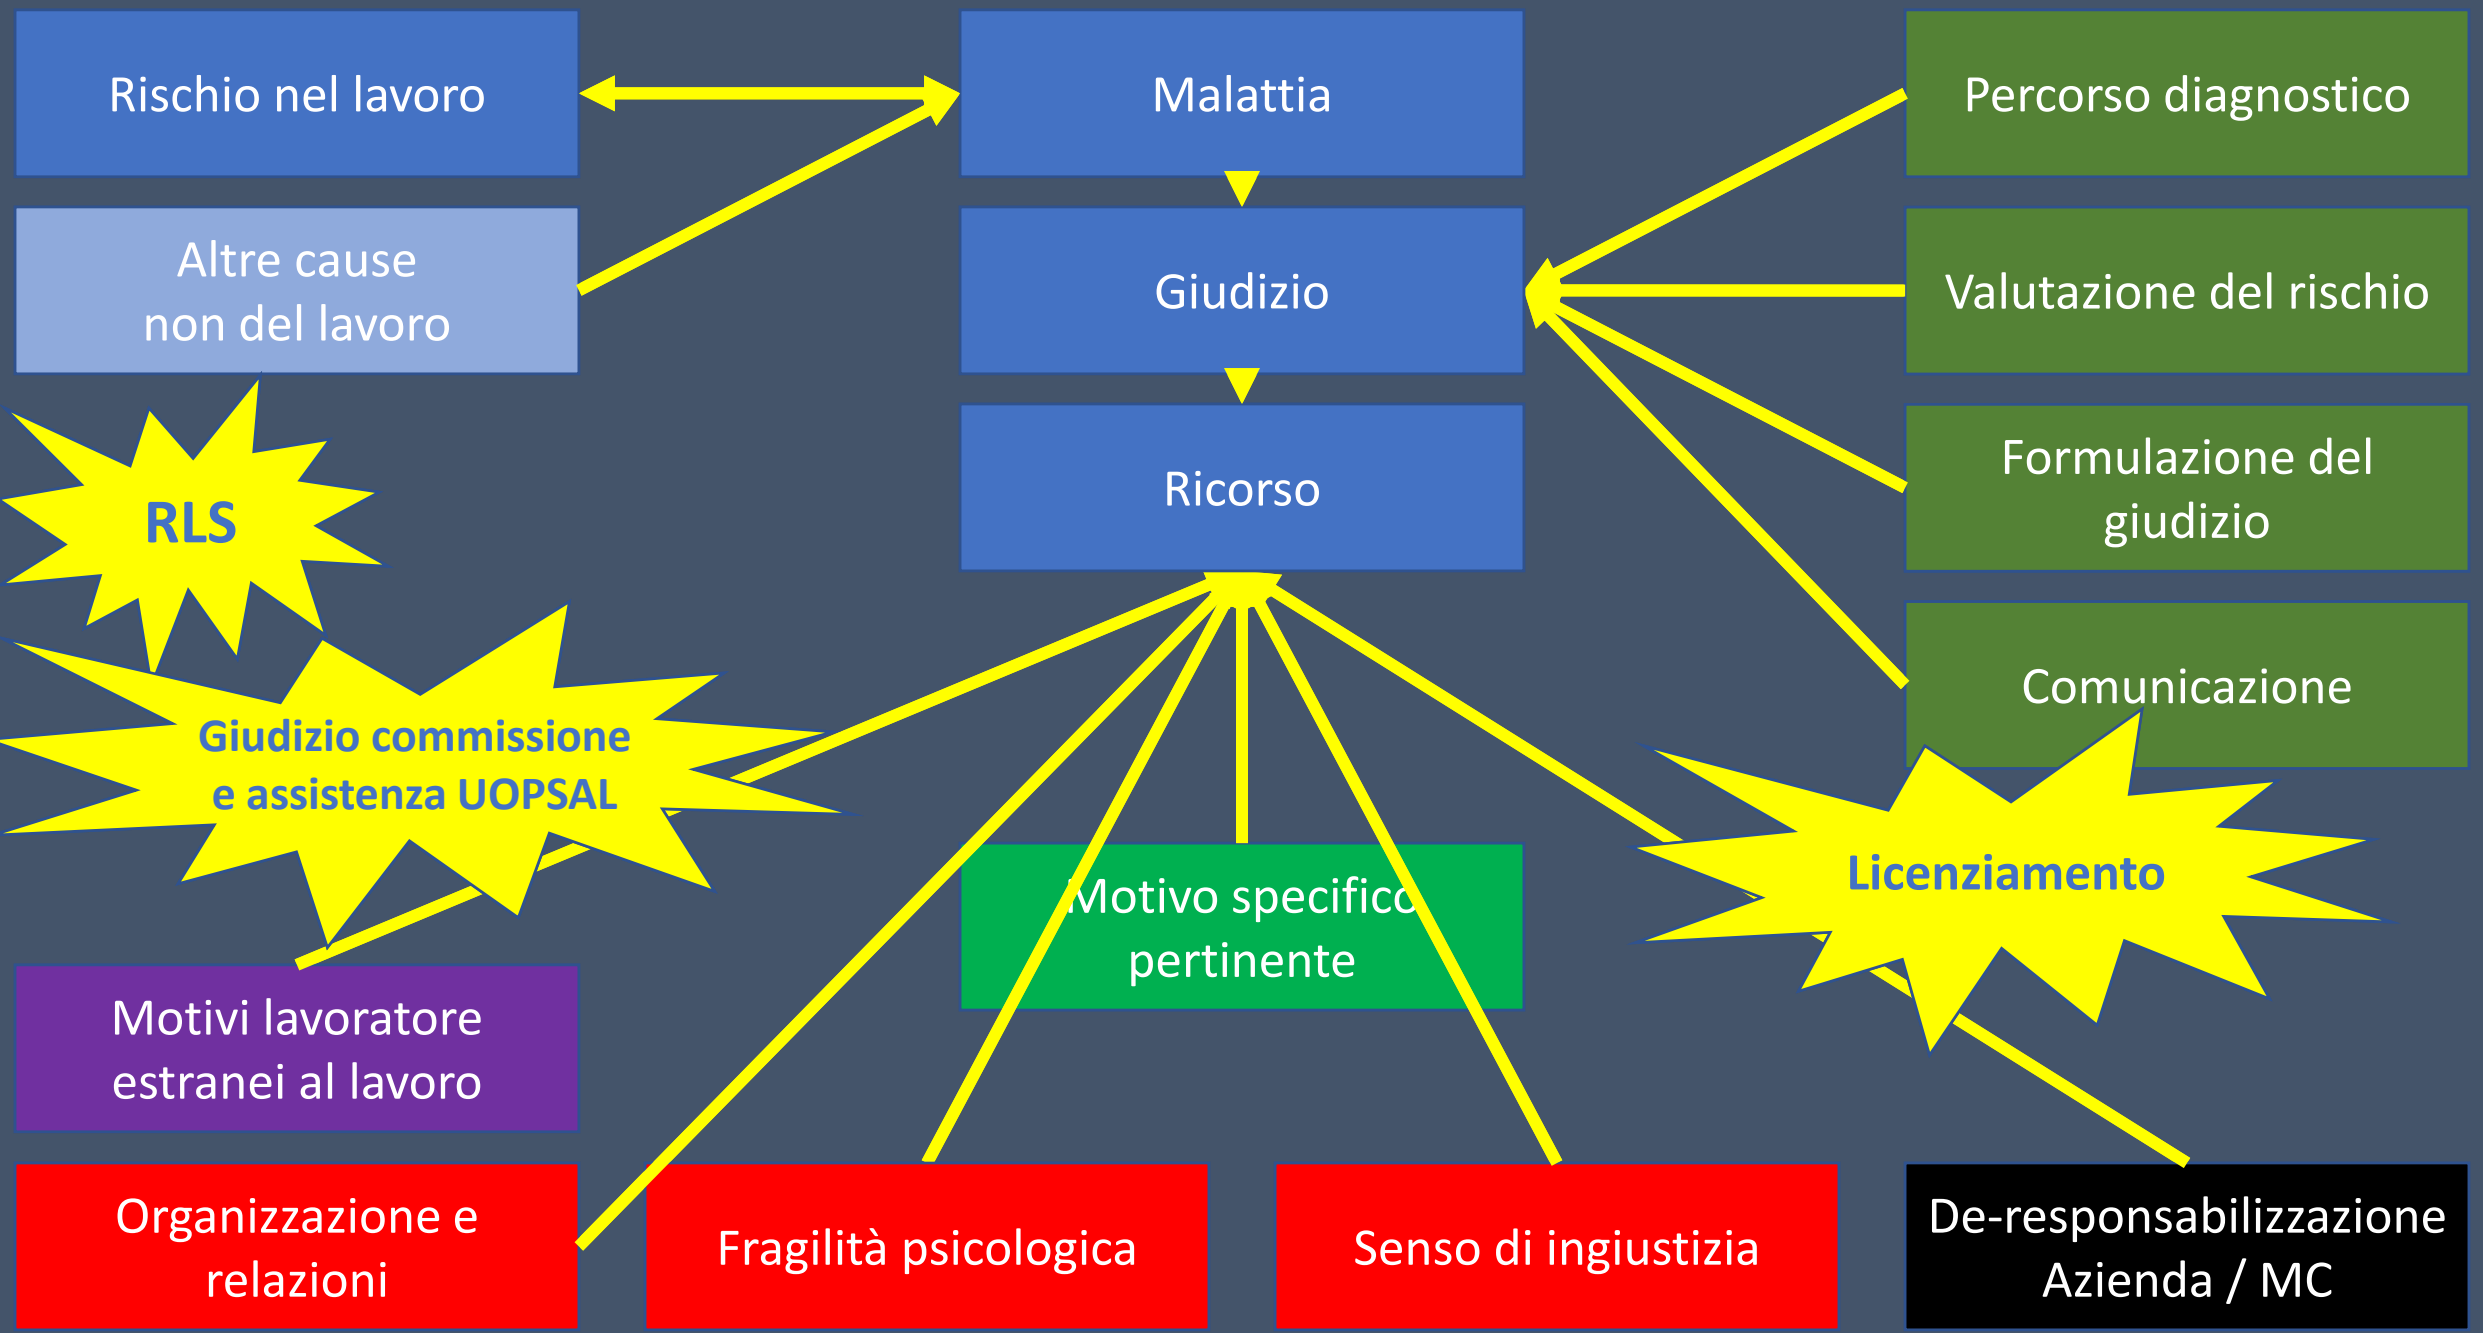 Rischio nel lavoro
Malattia
Percorso diagnostico
Altre cause
non del lavoro
Giudizio
Valutazione del rischio
Ricorso
Formulazione del
giudizio
RLS
Comunicazione
Giudizio commissione
e assistenza UOPSAL
Motivo specifico
pertinente
Licenziamento
Motivi lavoratore
estranei al lavoro
Organizzazione e
relazioni
Fragilità psicologica
Senso di ingiustizia
De-responsabilizzazione
Azienda / MC